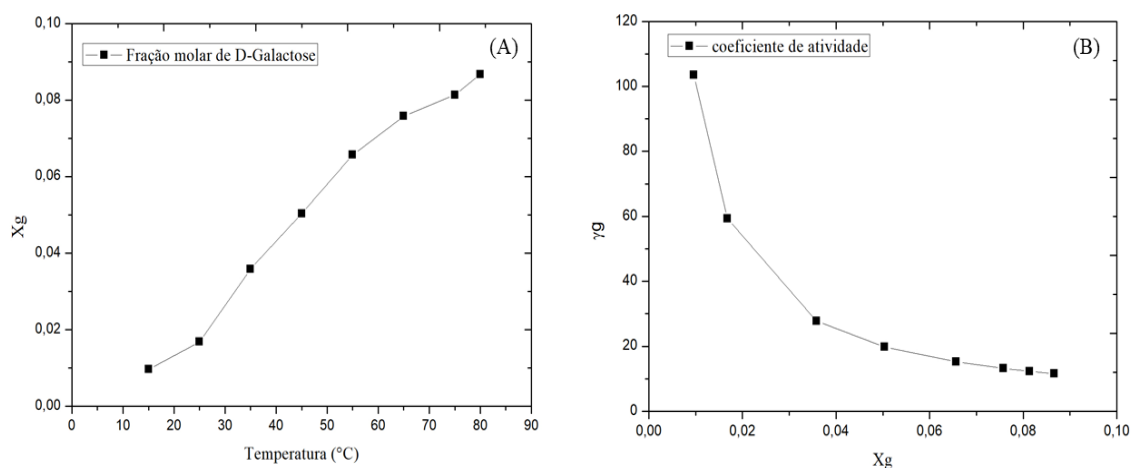 0,10
Fração molar de D-Galactose
(A)
0,08
0,06
Xg
0,04
0,02
0,00
0 10 20 30 40 50 60 70 80 90
Temperatura (°C)
120
coeficiente de atividade
(B)
100
80
60
γg
40
20
0
0,00 0,02 0,04 0,06 0,08 0,10
Xg